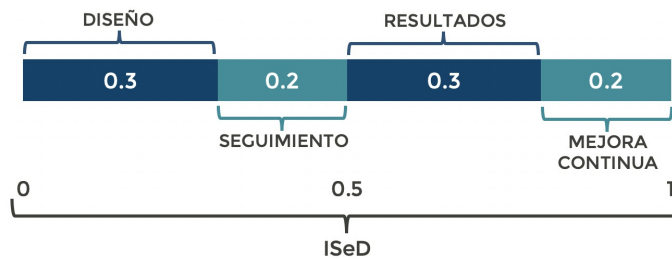 DISEÑO
RESULTADOS
0.3
0.2
0.3
0.2
SEGUIMIENTO
MEJORA
CONTINUA
0
0.5
1
ISeD